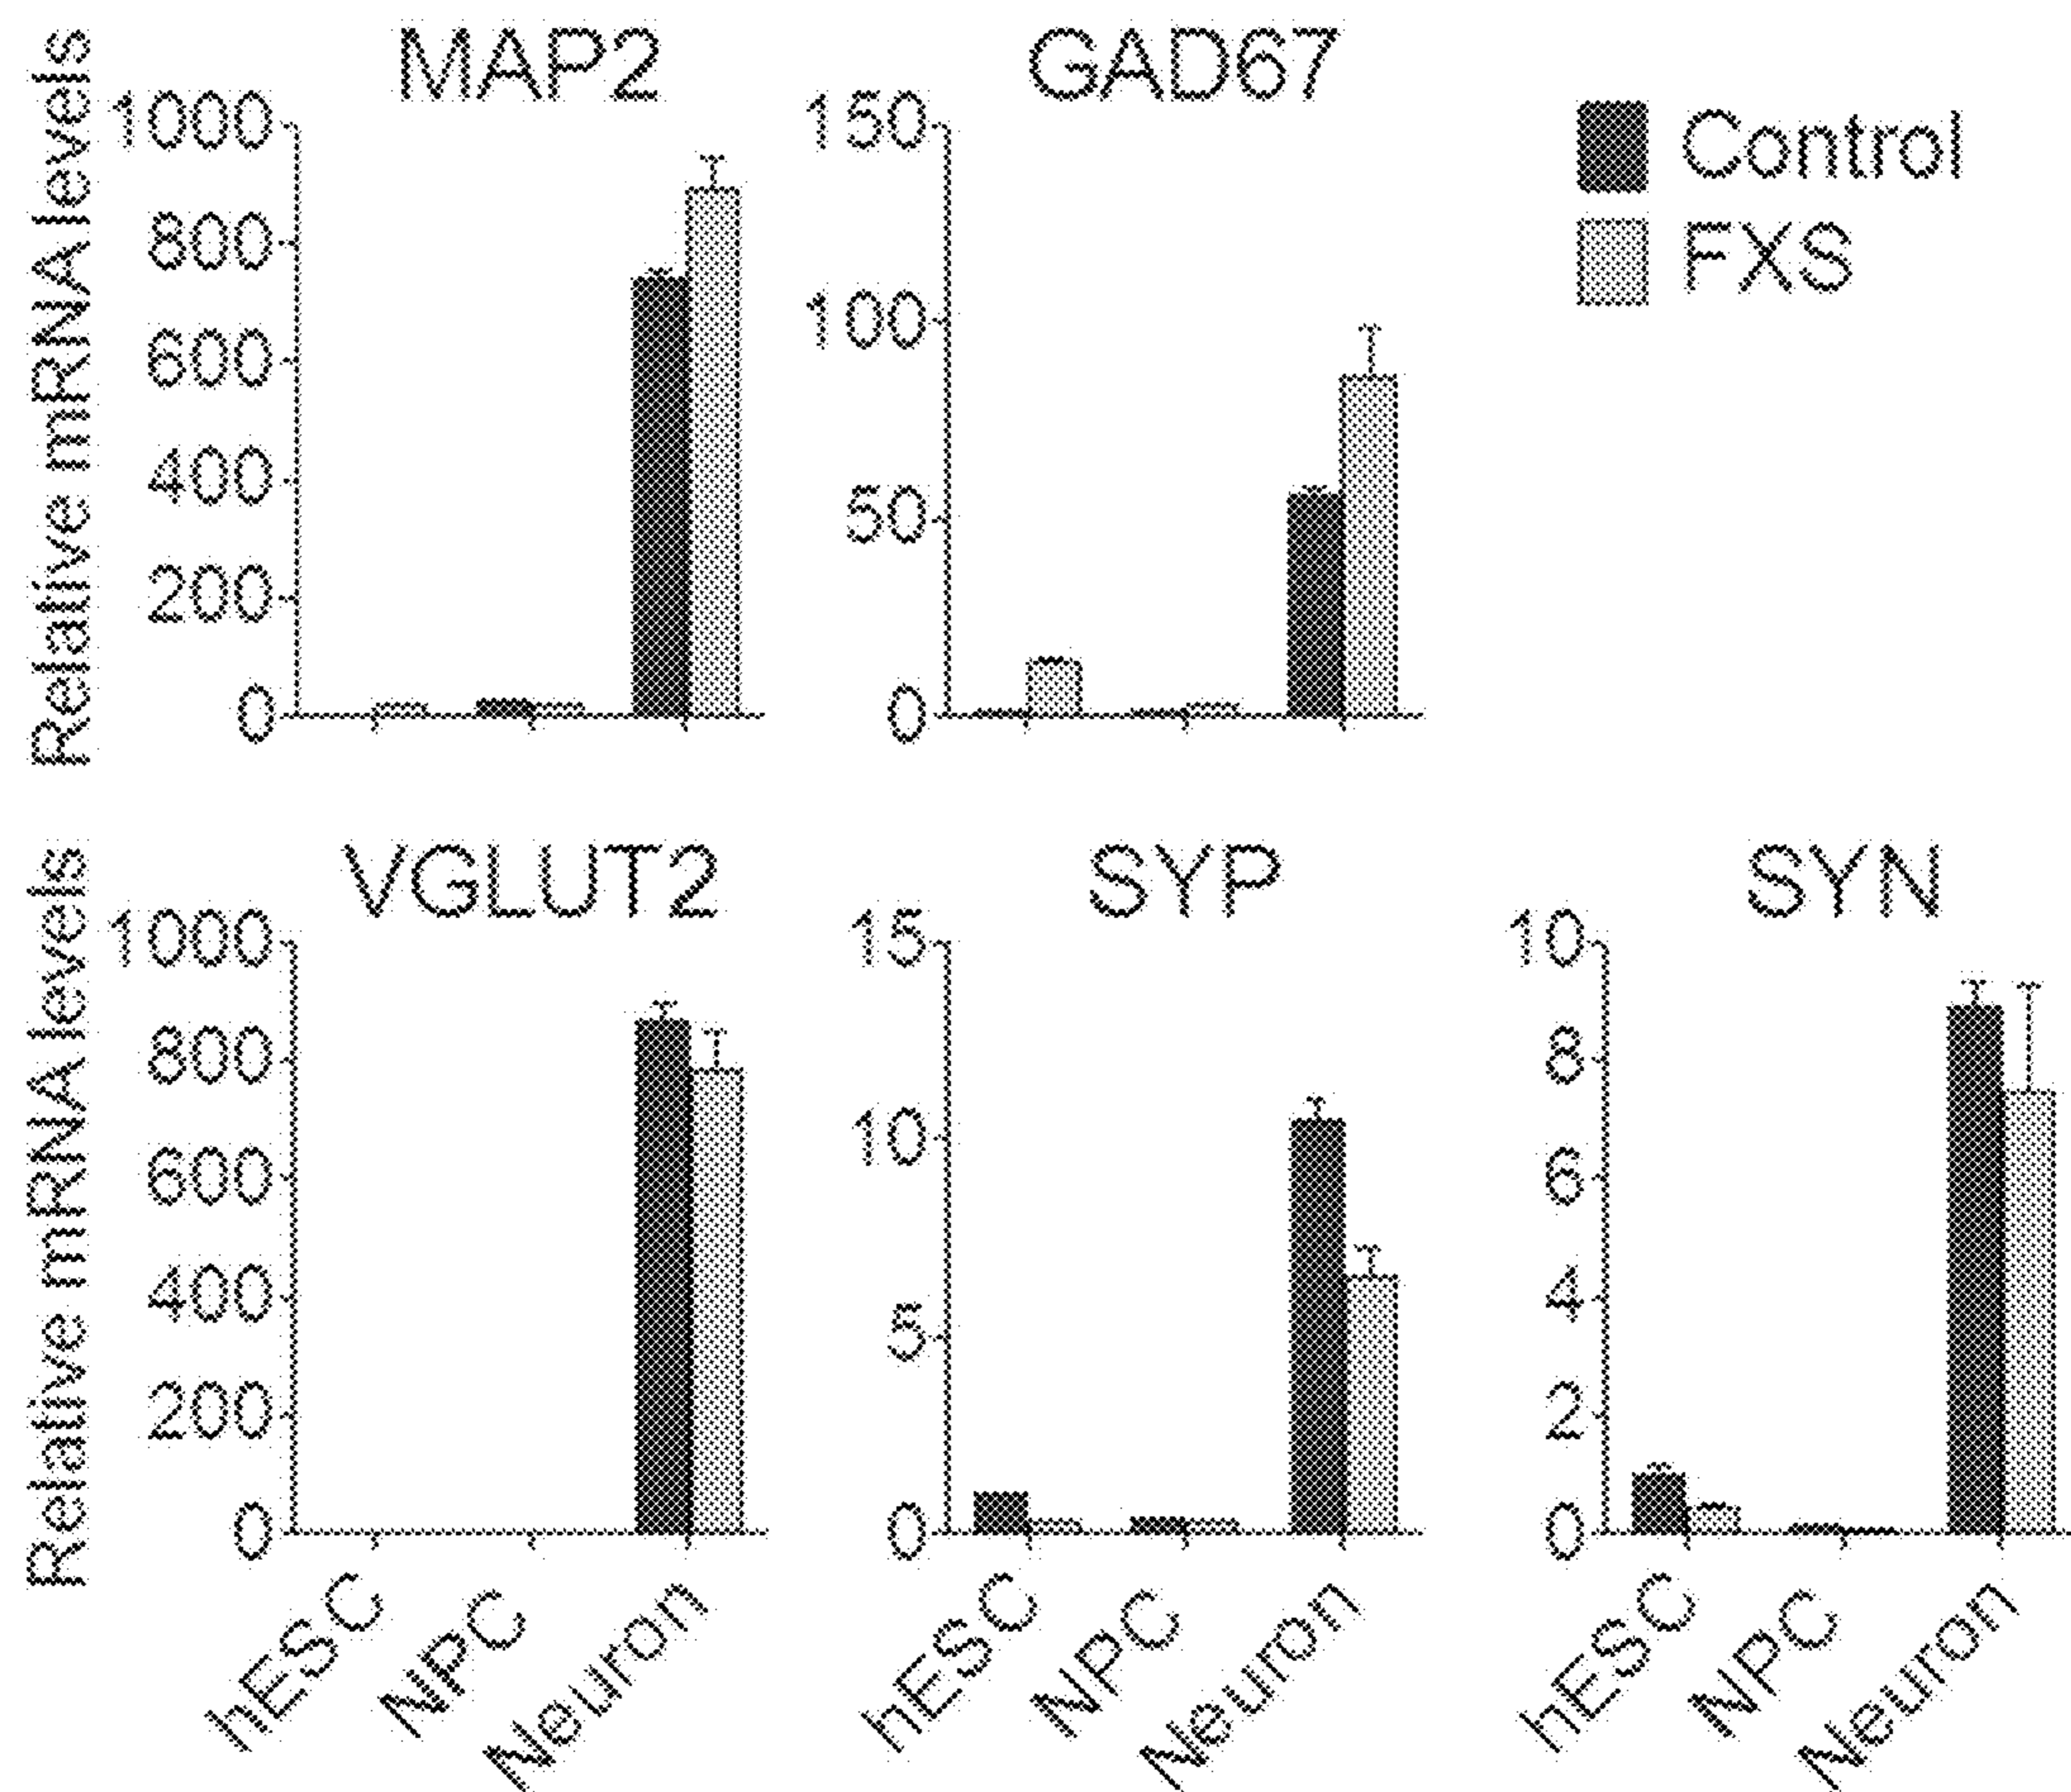 MAP2
GAD67
Control
FXS
Relative mRNA levels
1000
800
600
400
200
0
150
100
50
0
VGLUT2
SYP
SYN
Relative mRNA levels
1000
800
600
400
200
0
15
10
5
0
10
8
6
4
2
0
hESC
NPC
Neuron
hESC
NPC
Neuron
hESC
NPC
Neuron